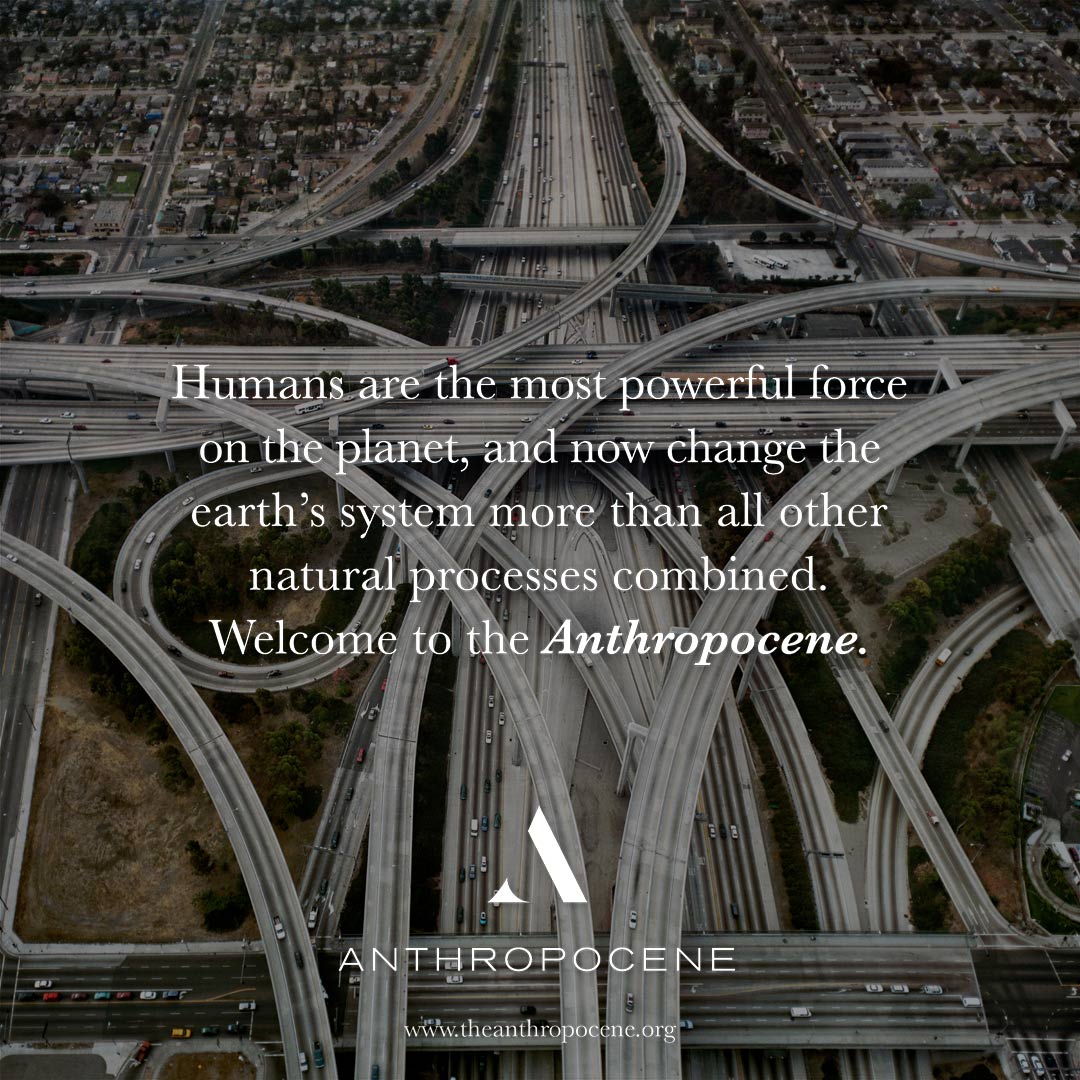 Humans are the most powerful force
on the planet, and now change the
earth’s system more than all other
natural processes combined.
Welcome to the Anthropocene.
ANTHROPOCENE
www.theanthropocene.org